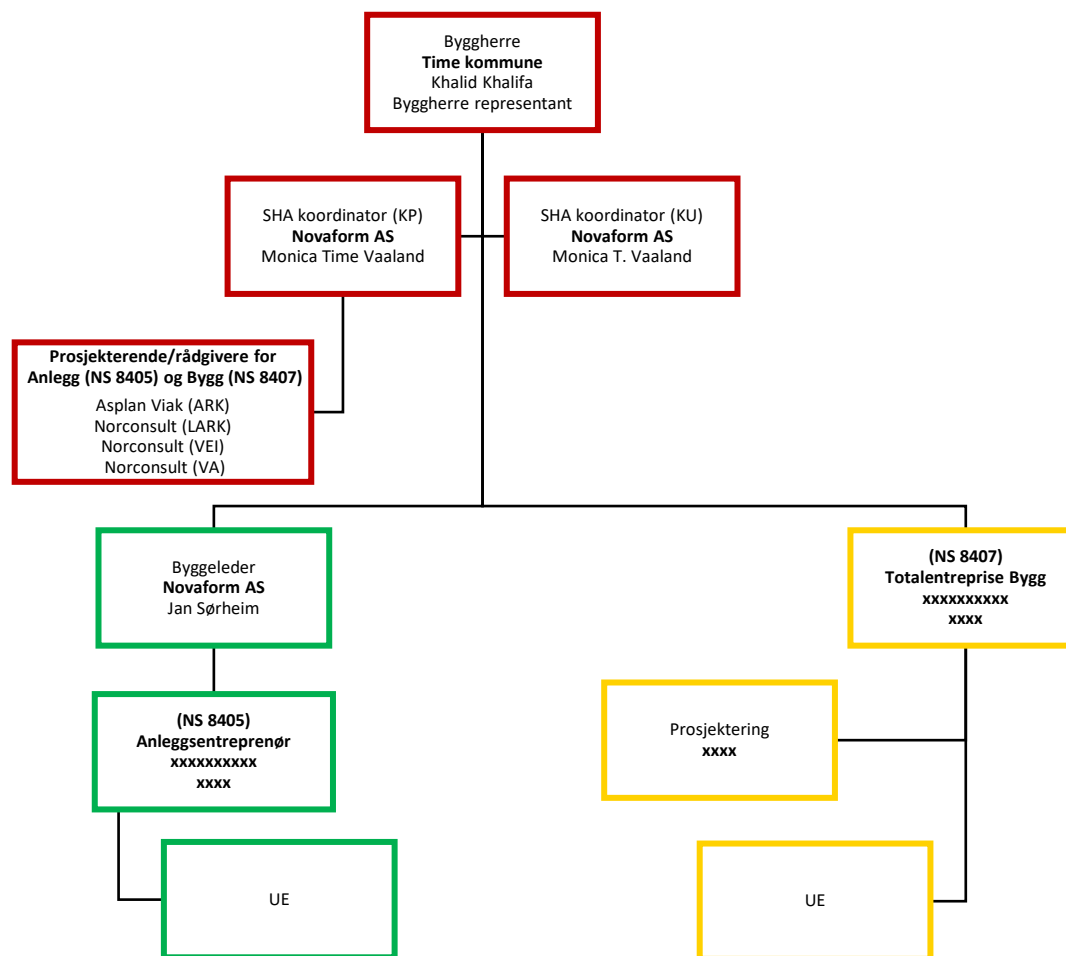 Byggherre
Time kommune
Khalid Khalifa
Byggherre representant
SHA koordinator (KP)
Novaform AS
Monica Time Vaaland
SHA koordinator (KU)
Novaform AS
Monica T. Vaaland
Prosjekterende/rådgivere for
Anlegg (NS 8405) og Bygg (NS 8407)
Asplan Viak (ARK)
Norconsult (LARK)
Norconsult (VEI)
Norconsult (VA)
Byggeleder
Novaform AS
Jan Sørheim
(NS 8407)
Totalentreprise Bygg
xxxxxxxxxx
xxxx
(NS 8405)
Anleggsentreprenør
xxxxxxxxxx
xxxx
Prosjektering
xxxx
UE
UE